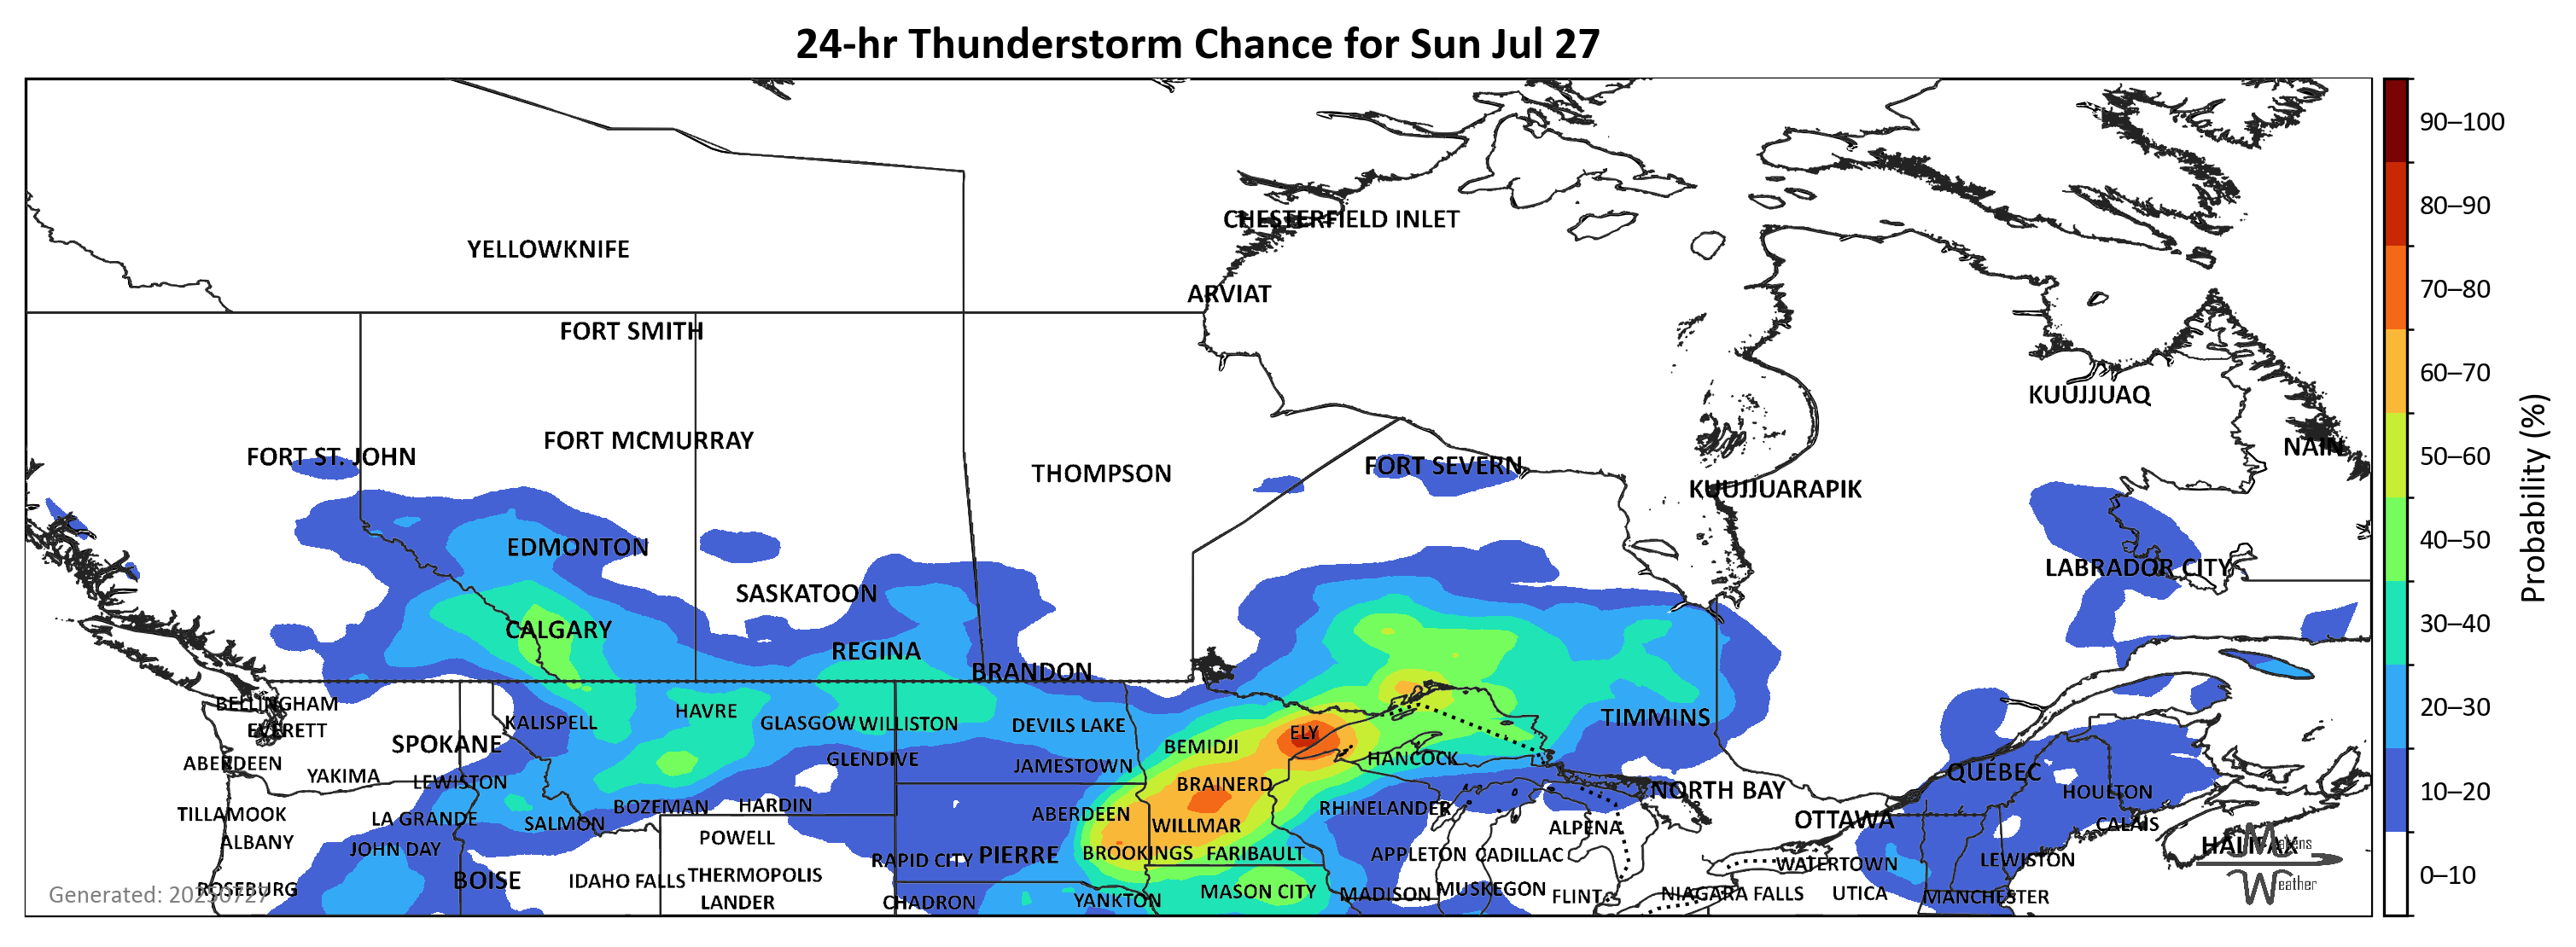 24-hr Thunderstorm Chance for Sun Jul 27
CHESTERFIELD INLET
YELLOWKNIFE
ARVIAT
FORT SMITH
KUUJJUAQ
FORT MCMURRAY
NAIN
FORT ST. JOHN
FORT SEVERN
THOMPSON
KUUJJUARAPIK
EDMONTON
LABRADOR CITY
SASKATOON
CALGARY
REGINA
BRANDON
BELLINGHAM
HAVRE
TIMMINS
KALISPELL
GLASGOW
WILLISTON
DEVILS LAKE
EVERETT
ELY
SPOKANE
BEMIDJI
GLENDIVE
HANCOCK
ABERDEEN
JAMESTOWN
QUÉBEC
YAKIMA
LEWISTON
BRAINERD
NORTH BAY
HOULTON
BOZEMAN
HARDIN
RHINELANDER
TILLAMOOK
ABERDEEN
LA GRANDE
OTTAWA
SALMON
WILLMAR
ALPENA
CALAIS
POWELL
ALBANY
HALIFAX
JOHN DAY
BROOKINGS
FARIBAULT
APPLETON
CADILLAC
PIERRE
RAPID CITY
LEWISTON
WATERTOWN
THERMOPOLIS
BOISE
IDAHO FALLS
ROSEBURG
MASON CITY
MUSKEGON
MADISON
NIAGARA FALLS
UTICA
FLINT
MANCHESTER
LANDER
CHADRON
YANKTON
Generated: 20250727
Makens
Weather
90–100
80–90
70–80
60–70
50–60
40–50
30–40
20–30
10–20
0–10
Probability (%)